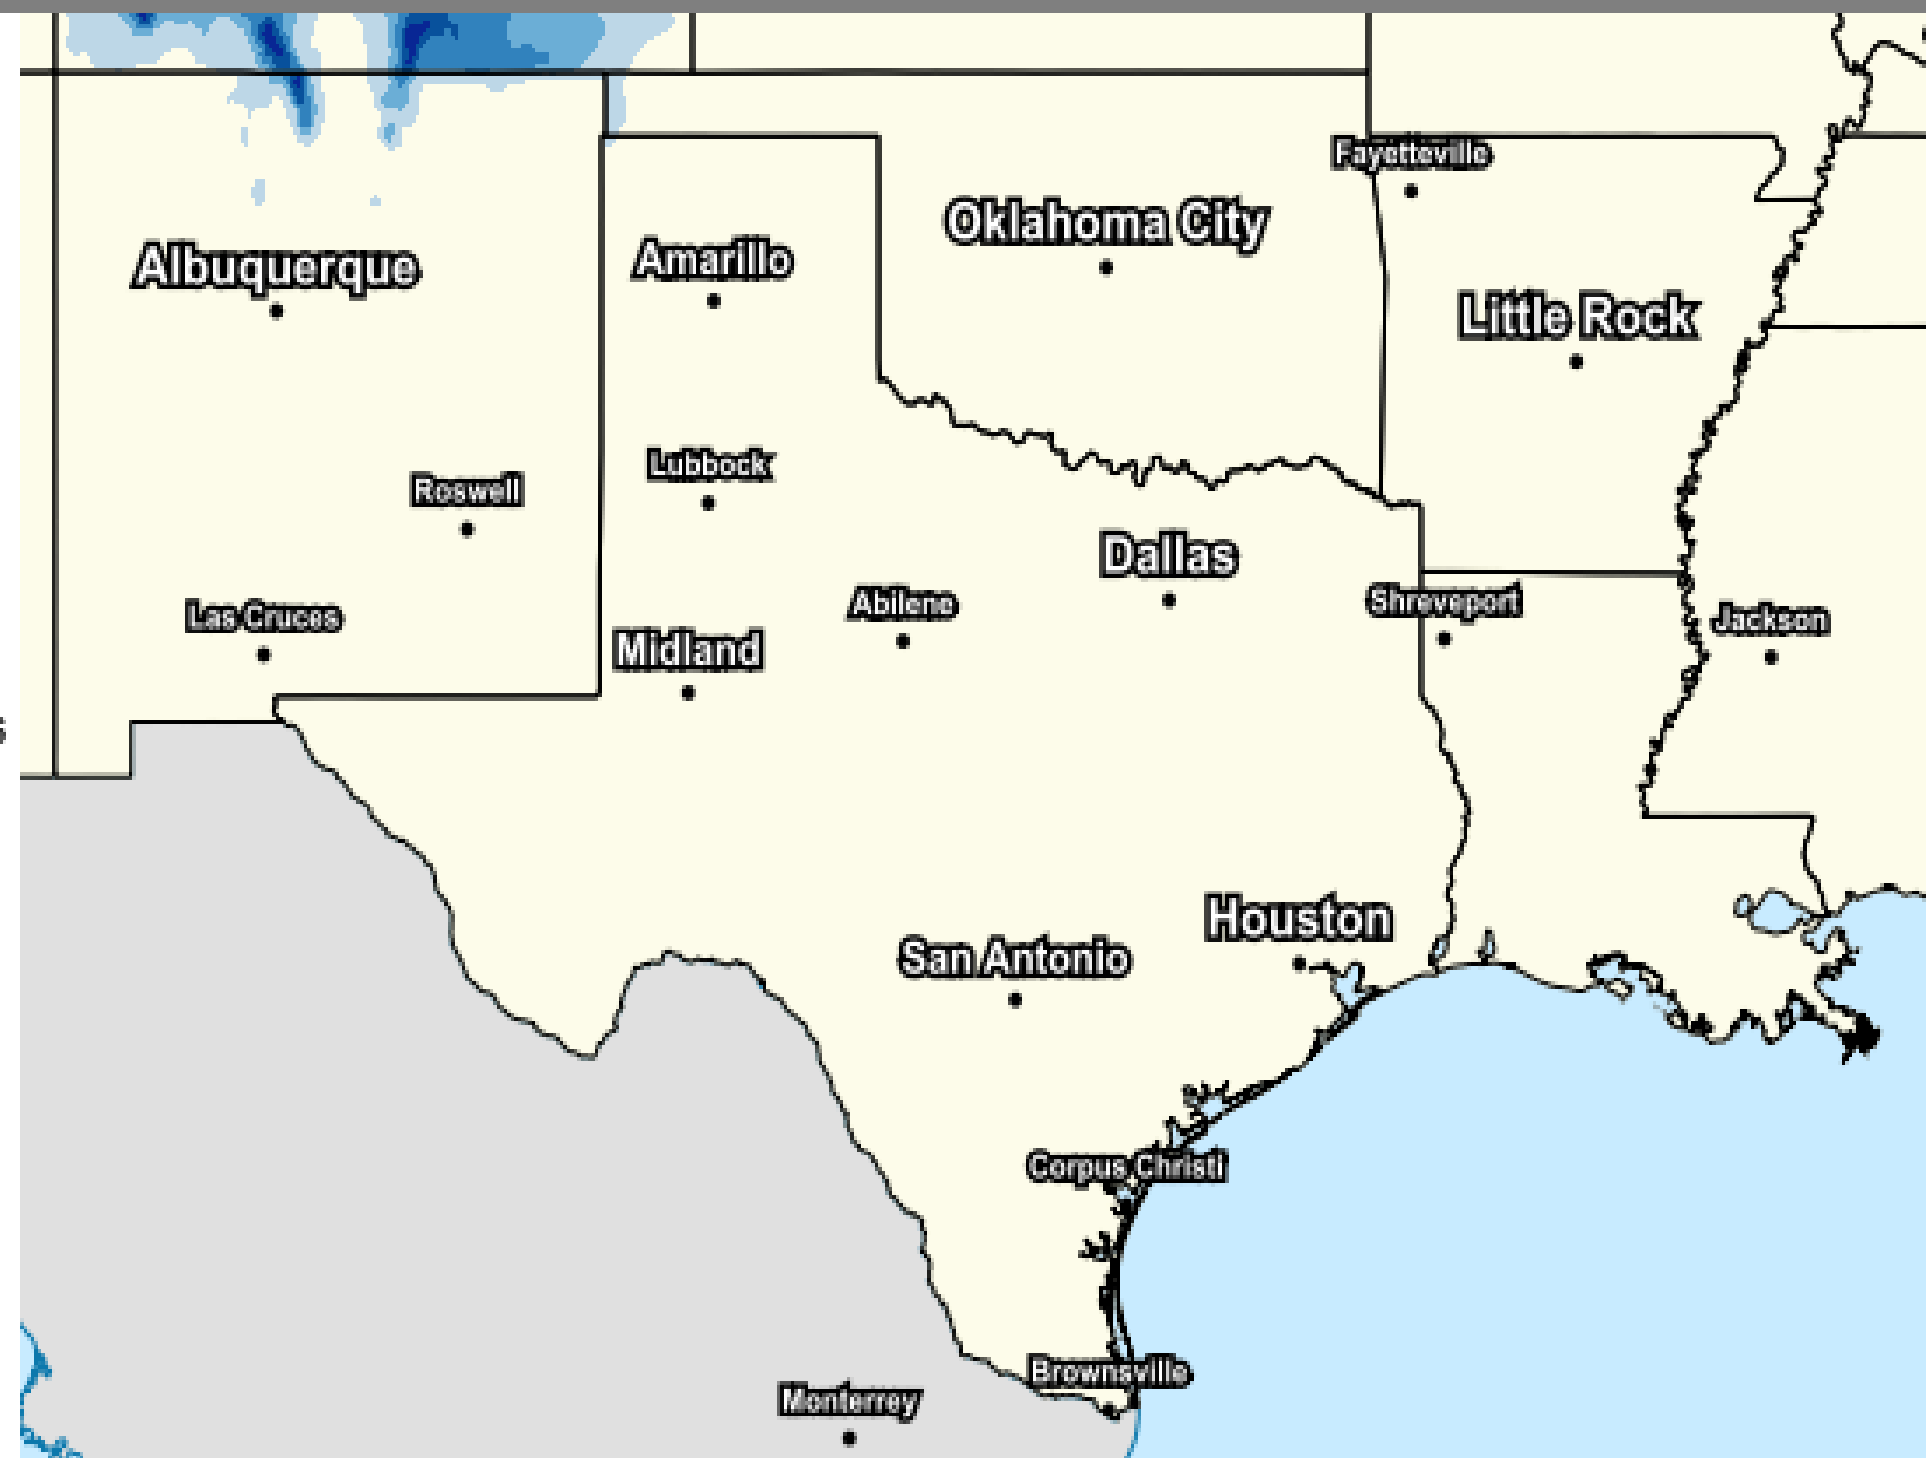 Fayetteville
Oklahoma City
Albuquerque
Amarillo
Little Rock
Lubbock
Roswell
Dallas
Abilene
Shreveport
Las Cruces
Jackson
Midland
s
Houston
San Antonio
Corpus Christi
Brownsville
Monterrey